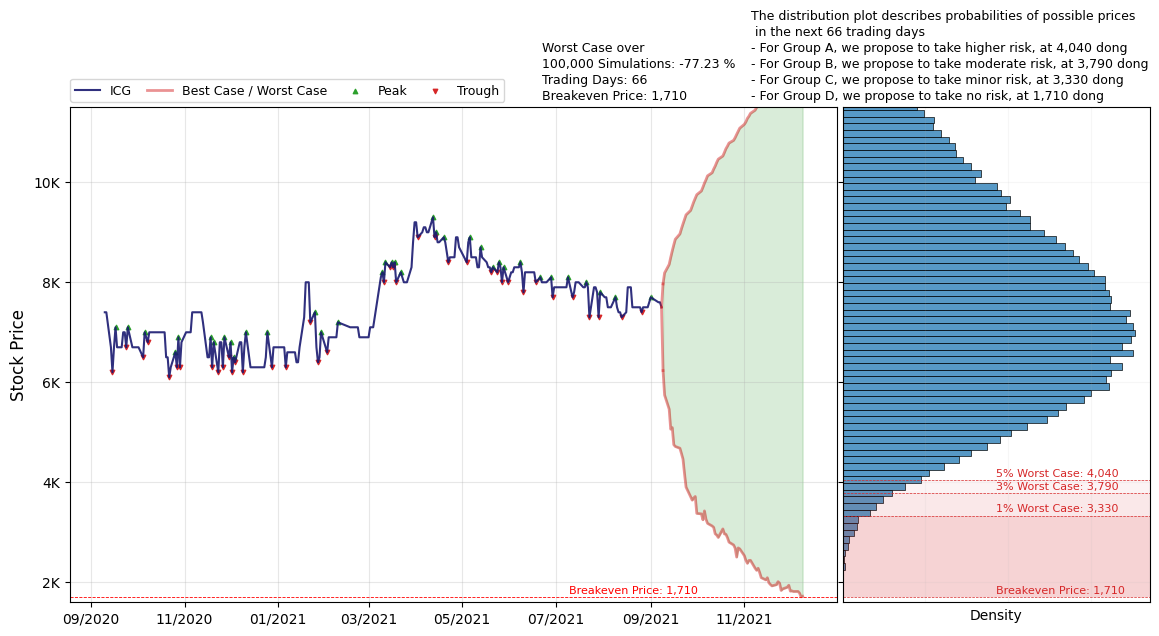 The distribution plot describes probabilities of possible prices
in the next 66 trading days
- For Group A, we propose to take higher risk, at 4,040 dong
- For Group B, we propose to take moderate risk, at 3,790 dong
- For Group C, we propose to take minor risk, at 3,330 dong
- For Group D, we propose to take no risk, at 1,710 dong
Worst Case over
100,000 Simulations: -77.23 %
Trading Days: 66
Breakeven Price: 1,710
ICG
Best Case / Worst Case
Peak
Trough
Stock Price
10K
8K
6K
4K
2K
Breakeven Price: 1,710
09/2020
11/2020
01/2021
03/2021
05/2021
07/2021
09/2021
11/2021
5% Worst Case: 4,040
3% Worst Case: 3,790
1% Worst Case: 3,330
Breakeven Price: 1,710
Density